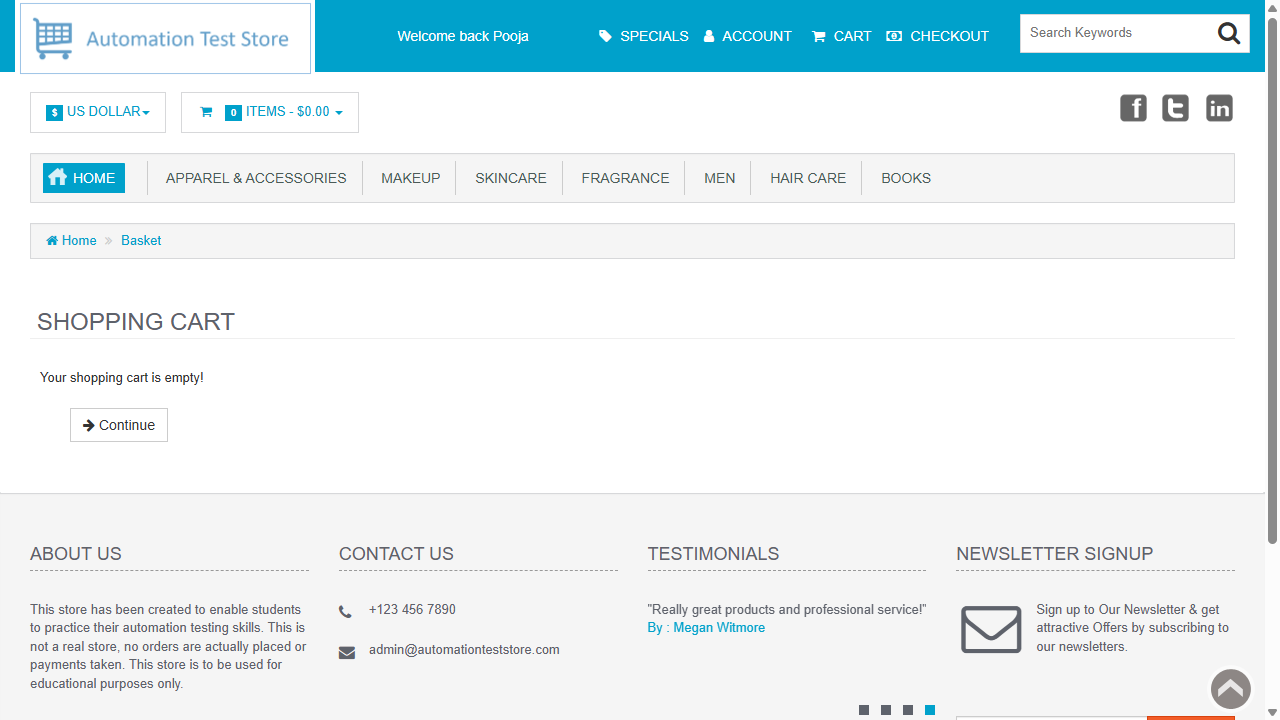 Automation Test Store
Welcome back Pooja
SPECIALS
ACCOUNT
CART
CHECKOUT
Search Keywords
$ US DOLLAR
0 ITEMS - $0.00
HOME
APPAREL & ACCESSORIES
MAKEUP
SKINCARE
FRAGRANCE
MEN
HAIR CARE
BOOKS
Home » Basket
SHOPPING CART
Your shopping cart is empty!
Continue
ABOUT US
This store has been created to enable students
to practice their automation testing skills. This is
not a real store, no orders are actually placed or
payments taken. This store is to be used for
educational purposes only.
CONTACT US
+123 456 7890
admin@automationteststore.com
TESTIMONIALS
"Really great products and professional service!"
By : Megan Witmore
NEWSLETTER SIGNUP
Sign up to Our Newsletter & get
attractive Offers by subscribing to
our newsletters.